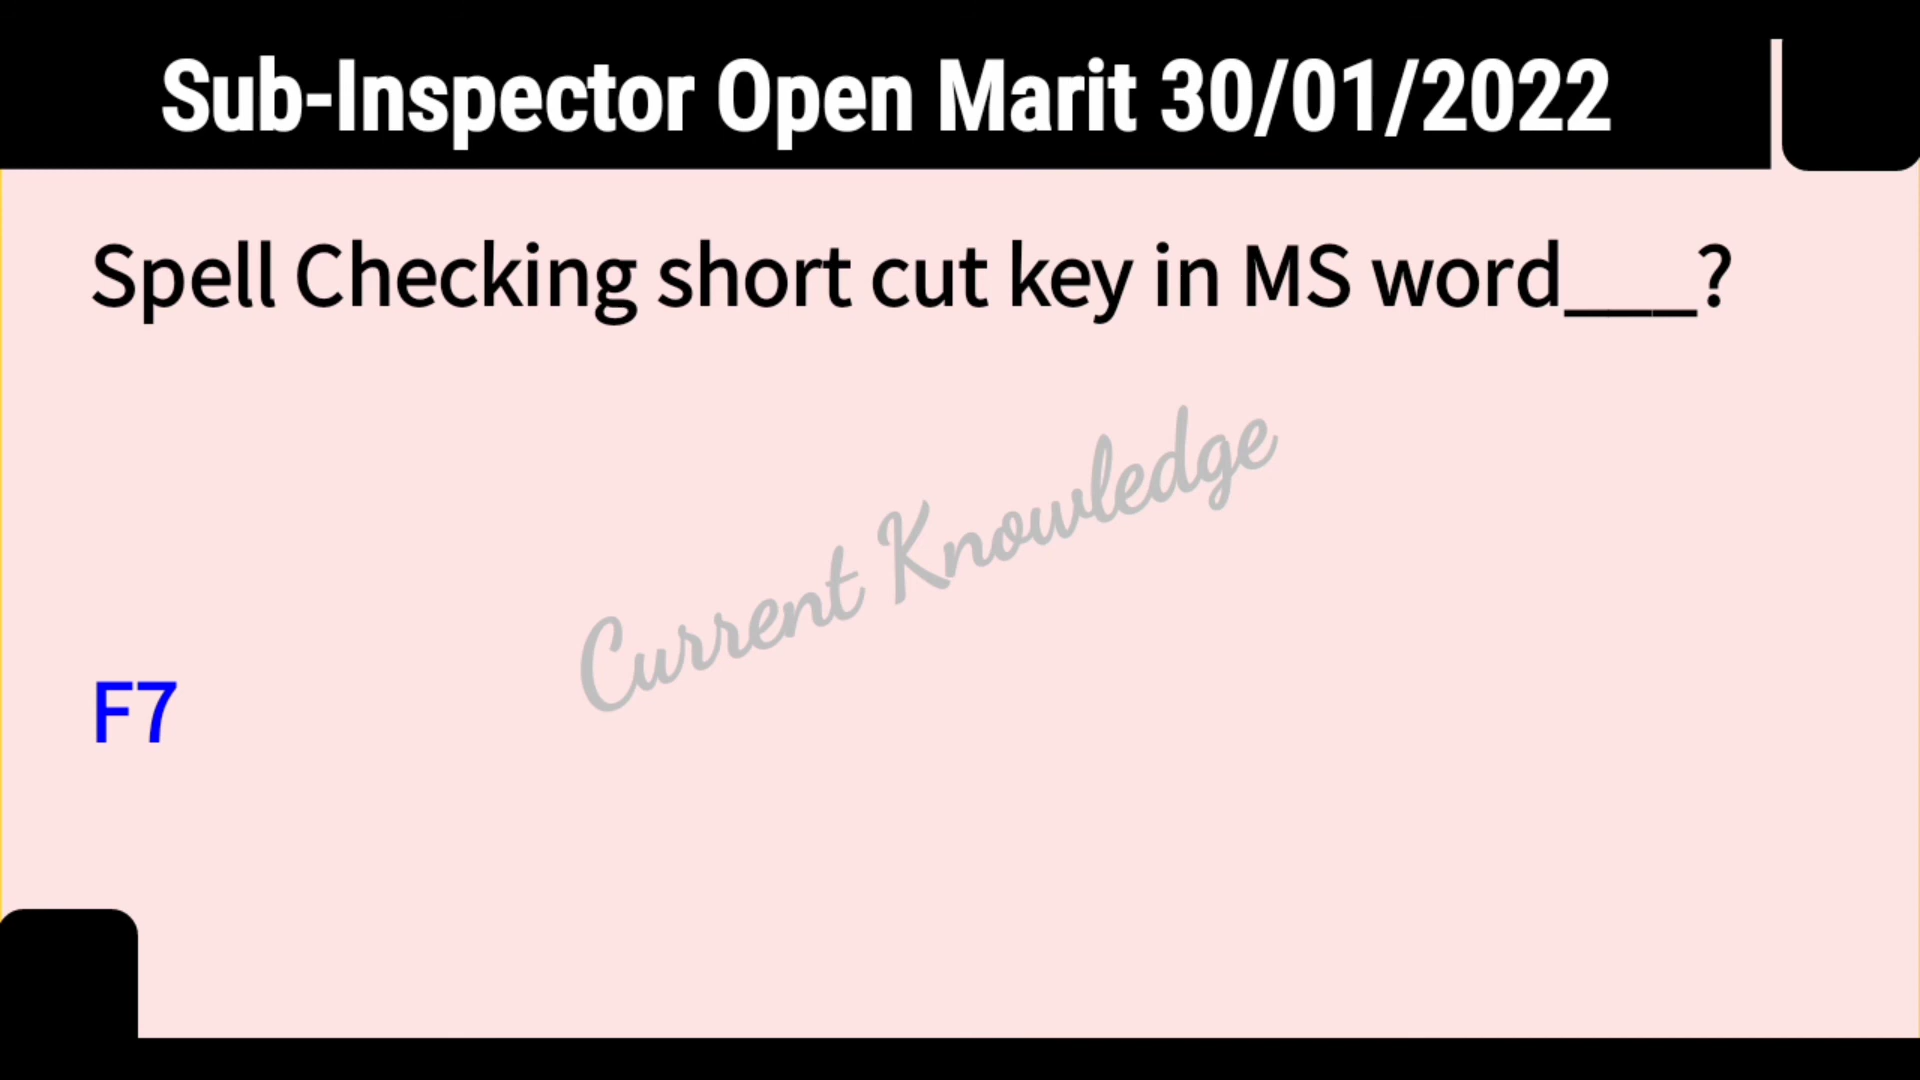 Sub-Inspector Open Marit 30/01/2022
Spell Checking short cut key in MS word___?
Current Knowledge
F7